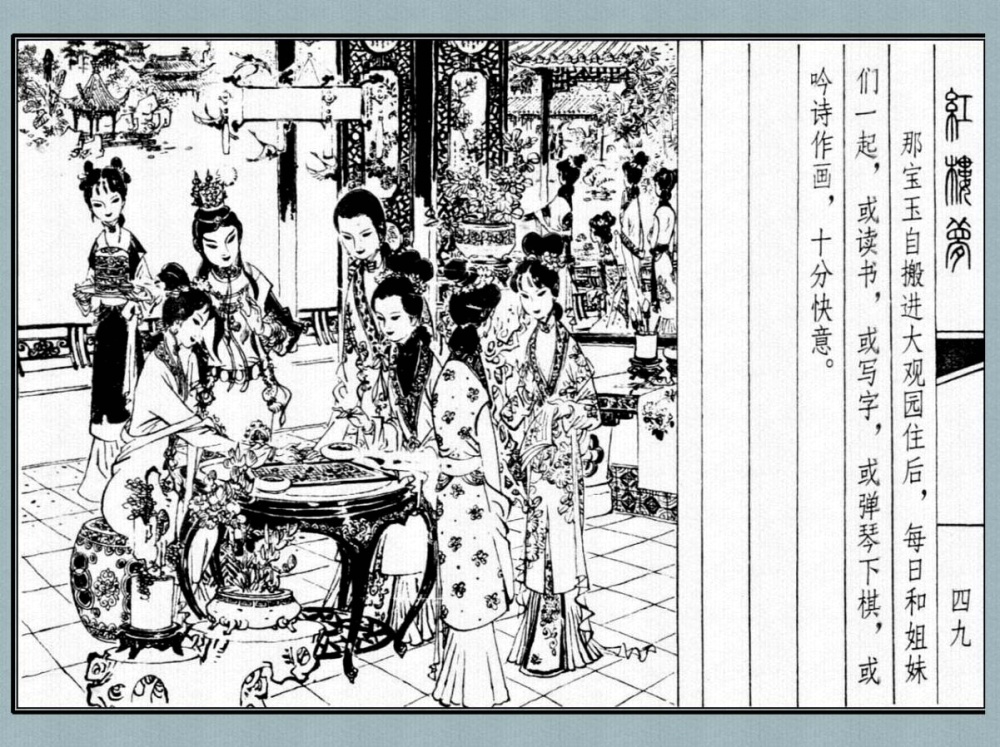 紅樓夢
四九
那宝玉自搬进大观园住后，每日和姐妹
们一起，或读书，或写字，或弹琴下棋，或
吟诗作画，十分快意。